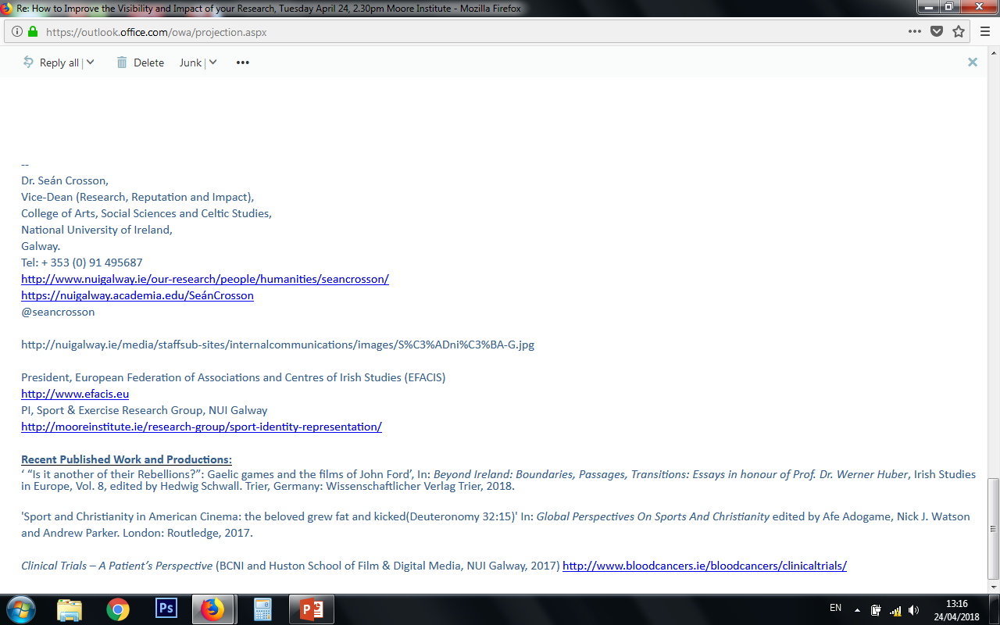 Re: How to Improve the Visibility and Impact of your Research, Tuesday April 24, 2.30pm Moore Institute - Mozilla Firefox
https://outlook.office.com/owa/projection.aspx
Reply all | Delete Junk |
--
Dr. Seán Crosson,
Vice-Dean (Research, Reputation and Impact),
College of Arts, Social Sciences and Celtic Studies,
National University of Ireland,
Galway.
Tel: + 353 (0) 91 495687
http://www.nuigalway.ie/our-research/people/humanities/seancrosson/
https://nuigalway.academia.edu/SeánCrosson
@seancrosson
http://nuigalway.ie/media/staffsub-sites/internalcommunications/images/S%C3%ADni%C3%BA-G.jpg
President, European Federation of Associations and Centres of Irish Studies (EFACIS)
http://www.efacis.eu
PI, Sport & Exercise Research Group, NUI Galway
http://mooreinstitute.ie/research-group/sport-identity-representation/
Recent Published Work and Productions:
‘ “Is it another of their Rebellions?”: Gaelic games and the films of John Ford’, In: Beyond Ireland: Boundaries, Passages, Transitions: Essays in honour of Prof. Dr. Werner Huber, Irish Studies
in Europe, Vol. 8, edited by Hedwig Schwall. Trier, Germany: Wissenschaftlicher Verlag Trier, 2018.
'Sport and Christianity in American Cinema: the beloved grew fat and kicked(Deuteronomy 32:15)' In: Global Perspectives On Sports And Christianity edited by Afe Adogame, Nick J. Watson
and Andrew Parker. London: Routledge, 2017.
Clinical Trials – A Patient’s Perspective (BCNI and Huston School of Film & Digital Media, NUI Galway, 2017) http://www.bloodcancers.ie/bloodcancers/clinicaltrials/
Ps
EN
13:16
24/04/2018